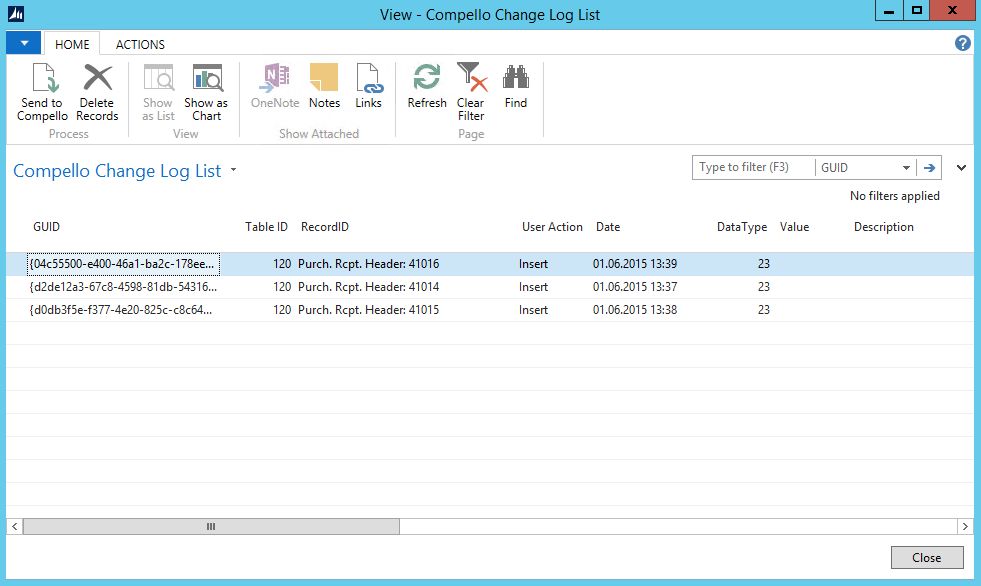 View - Compello Change Log List
HOME ACTIONS
Send to Compello
Delete Records
Show as List
Show as Chart
OneNote
Notes
Links
Refresh
Clear Filter
Find
Process
View
Show Attached
Page
Compello Change Log List
Type to filter (F3) GUID
No filters applied
GUID Table ID RecordID User Action Date DataType Value Description
{04c55500-e400-46a1-ba2c-178ee... 120 Purch. Rcpt. Header: 41016 Insert 01.06.2015 13:39 23
{d2de12a3-67c8-4598-81db-54316... 120 Purch. Rcpt. Header: 41014 Insert 01.06.2015 13:37 23
{d0db3f5e-f377-4e20-825c-c8c64... 120 Purch. Rcpt. Header: 41015 Insert 01.06.2015 13:38 23
Close